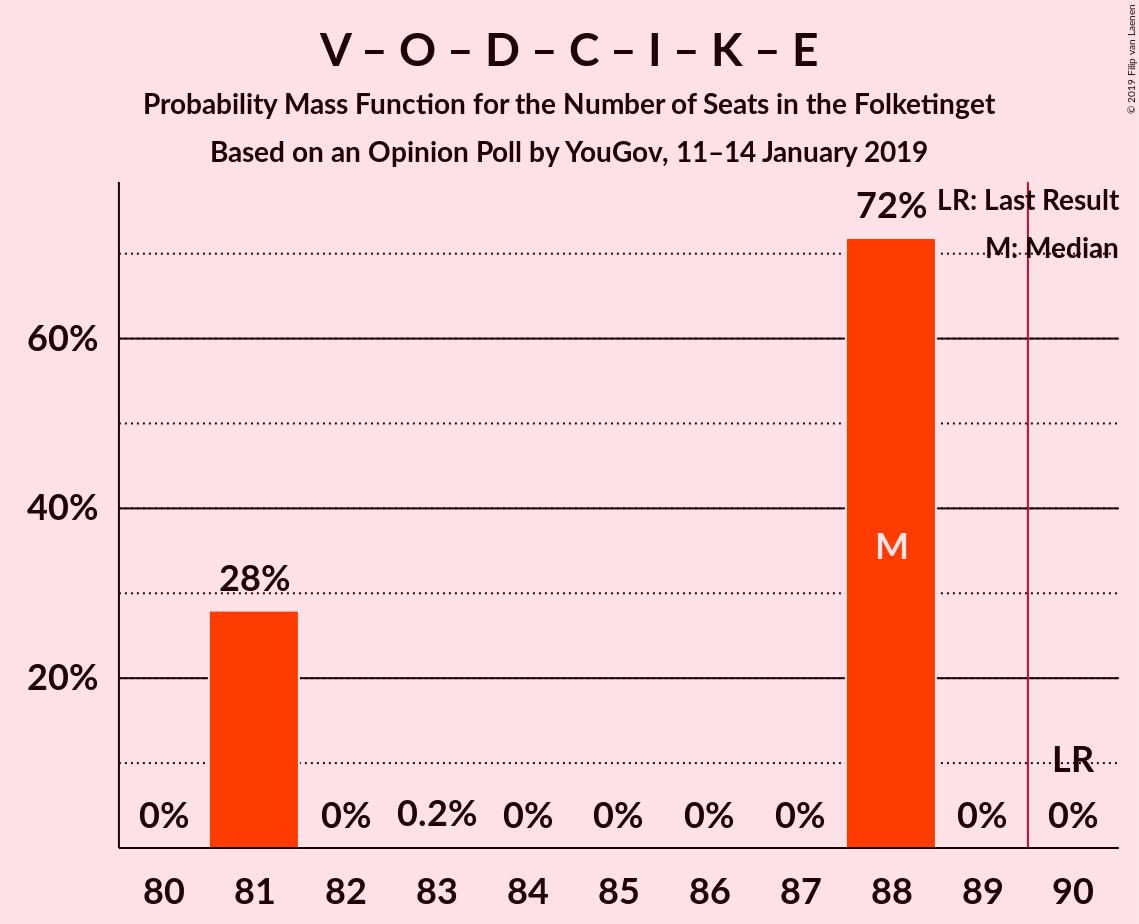 V – O – D – C – I – K – E
Probability Mass Function for the Number of Seats in the Folketinget
Based on an Opinion Poll by YouGov, 11–14 January 2019
© 2019 Filip van Laenen
LR: Last Result
M: Median
72%
60%
40%
M
28%
20%
LR
0%
0%
0.2%
0%
0%
0%
0%
0%
0%
80 81 82 83 84 85 86 87 88 89 90